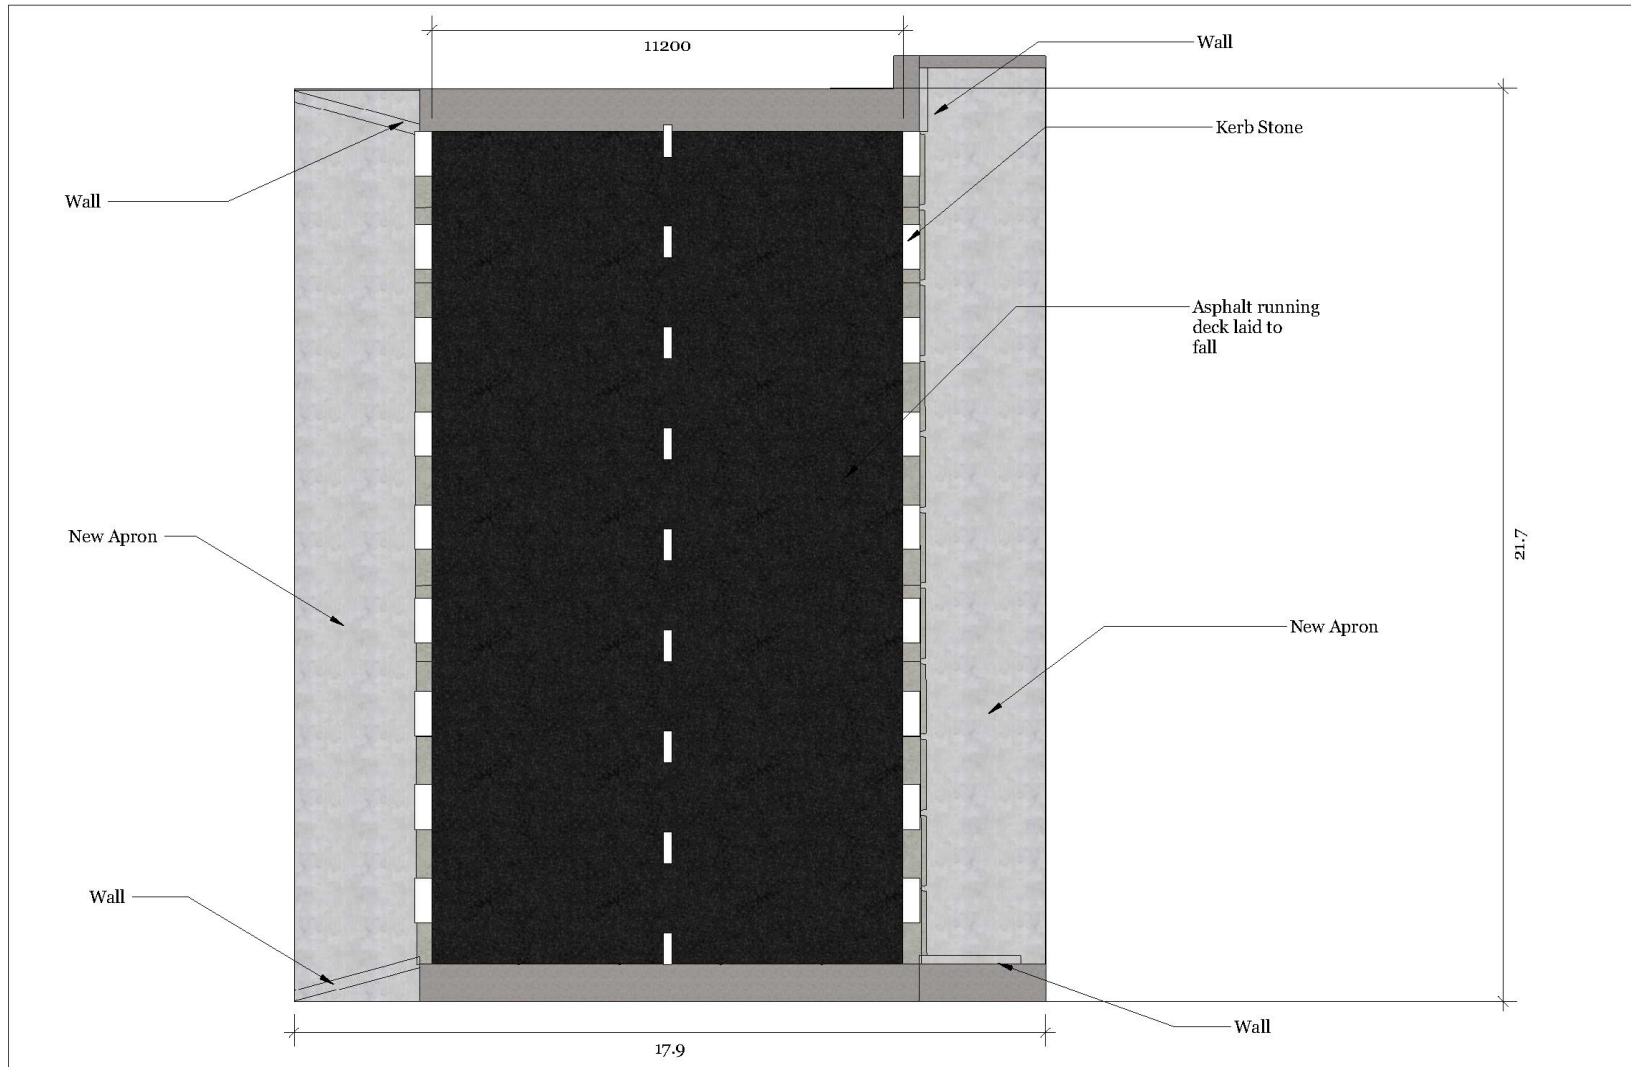 11200
Wall
Kerb Stone
Wall
Asphalt running
deck laid to
fall
New Apron
21.7
New Apron
Wall
Wall
17.9